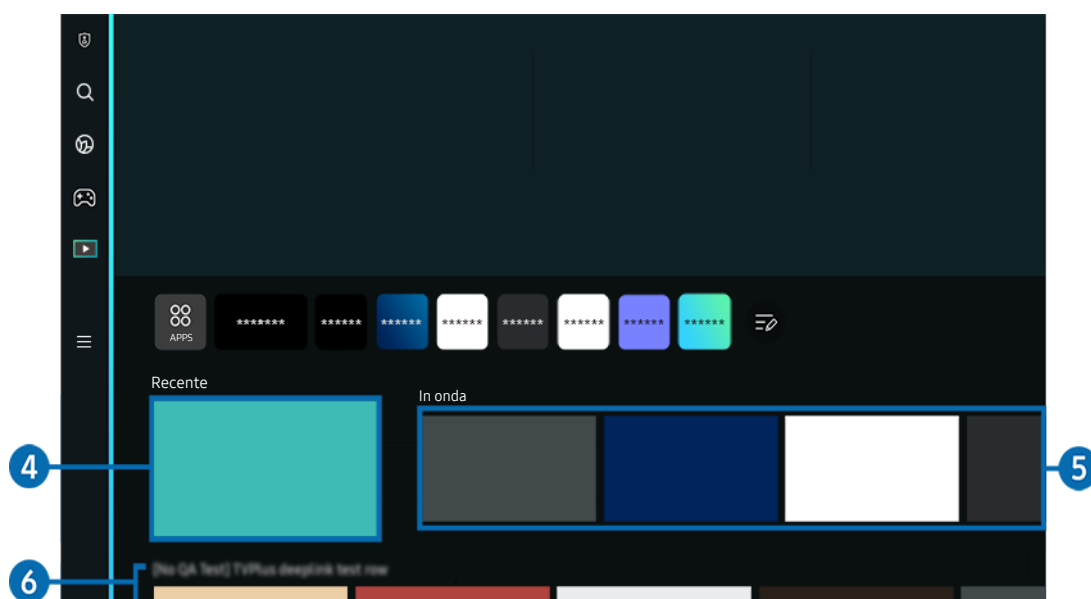 APPS
******* ****** ****** ****** ****** ****** ****** ******
Recente
In onda
4
5
[No QA Test] TVPlus deeplink test row
6